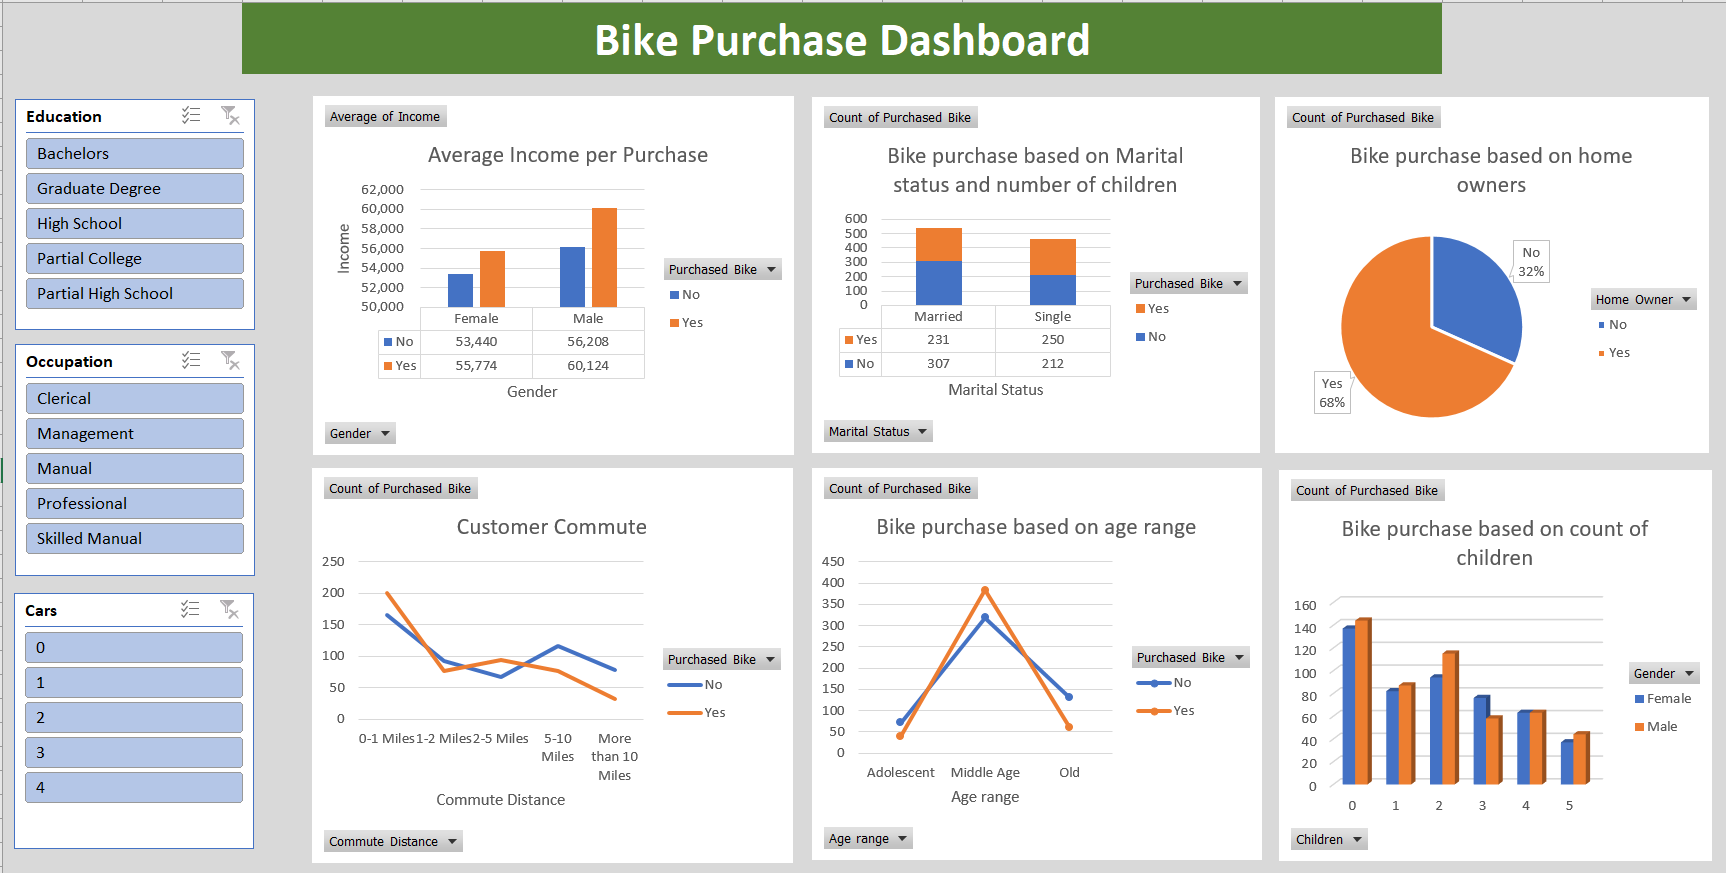 Bike Purchase Dashboard
Education
Bachelors
Graduate Degree
High School
Partial College
Partial High School
Occupation
Clerical
Management
Manual
Professional
Skilled Manual
Cars
0
1
2
3
4
Average of Income
Average Income per Purchase
62,000
60,000
58,000
56,000
54,000
52,000
50,000
Income
Female Male
No 53,440 56,208
Yes 55,774 60,124
Gender
Purchased Bike
No
Yes
Gender
Count of Purchased Bike
Bike purchase based on Marital
status and number of children
600
500
400
300
200
100
0
Married Single
Yes 231 250
No 307 212
Marital Status
Purchased Bike
Yes
No
Marital Status
Count of Purchased Bike
Bike purchase based on home
owners
No
32%
Yes
68%
Home Owner
No
Yes
Count of Purchased Bike
Customer Commute
250
200
150
100
50
0
0-1 Miles 1-2 Miles 2-5 Miles 5-10 More
Miles than 10
Miles
Commute Distance
Purchased Bike
No
Yes
Commute Distance
Count of Purchased Bike
Bike purchase based on age range
450
400
350
300
250
200
150
100
50
0
Adolescent Middle Age Old
Age range
Purchased Bike
No
Yes
Age range
Count of Purchased Bike
Bike purchase based on count of
children
160
140
120
100
80
60
40
20
0
0 1 2 3 4 5
Gender
Female
Male
Children